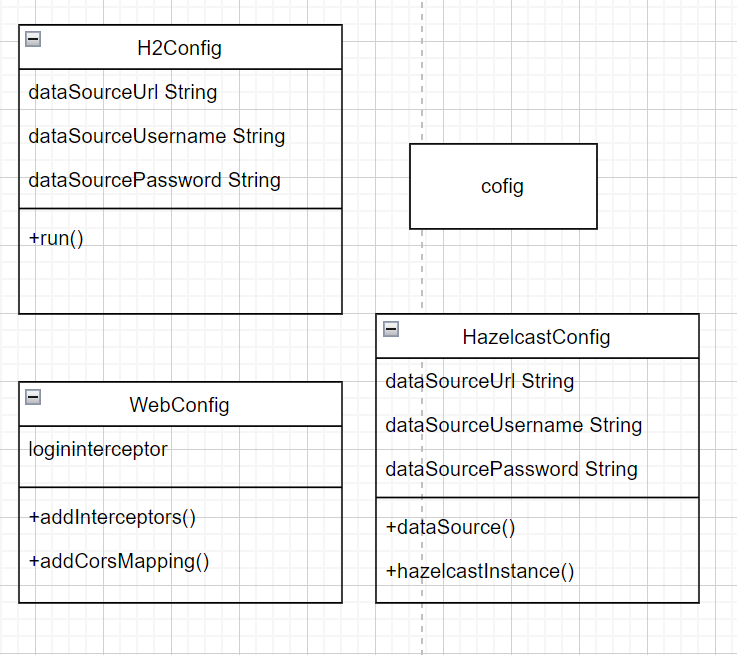 H2Config
dataSourceUrl String
dataSourceUsername String
dataSourcePassword String
+run()
cofig
WebConfig
logininterceptor
+addInterceptors()
+addCorsMapping()
HazelcastConfig
dataSourceUrl String
dataSourceUsername String
dataSourcePassword String
+dataSource()
+hazelcastInstance()